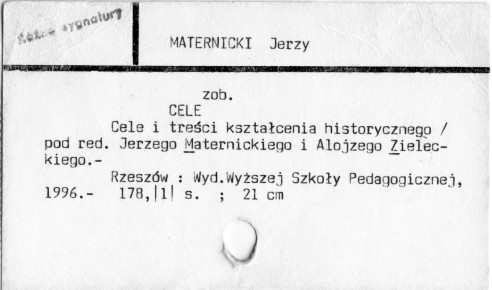 Różne sygnatury
MATERNICKI Jerzy
zob.
CELE
Cele i treści kształcenia historycznego /
pod red. Jerzego Maternickiego i Alojzego Zielec-
kiego.-
Rzeszów : Wyd.Wyższej Szkoły Pedagogicznej,
1996.- 178,|1| s. ; 21 cm